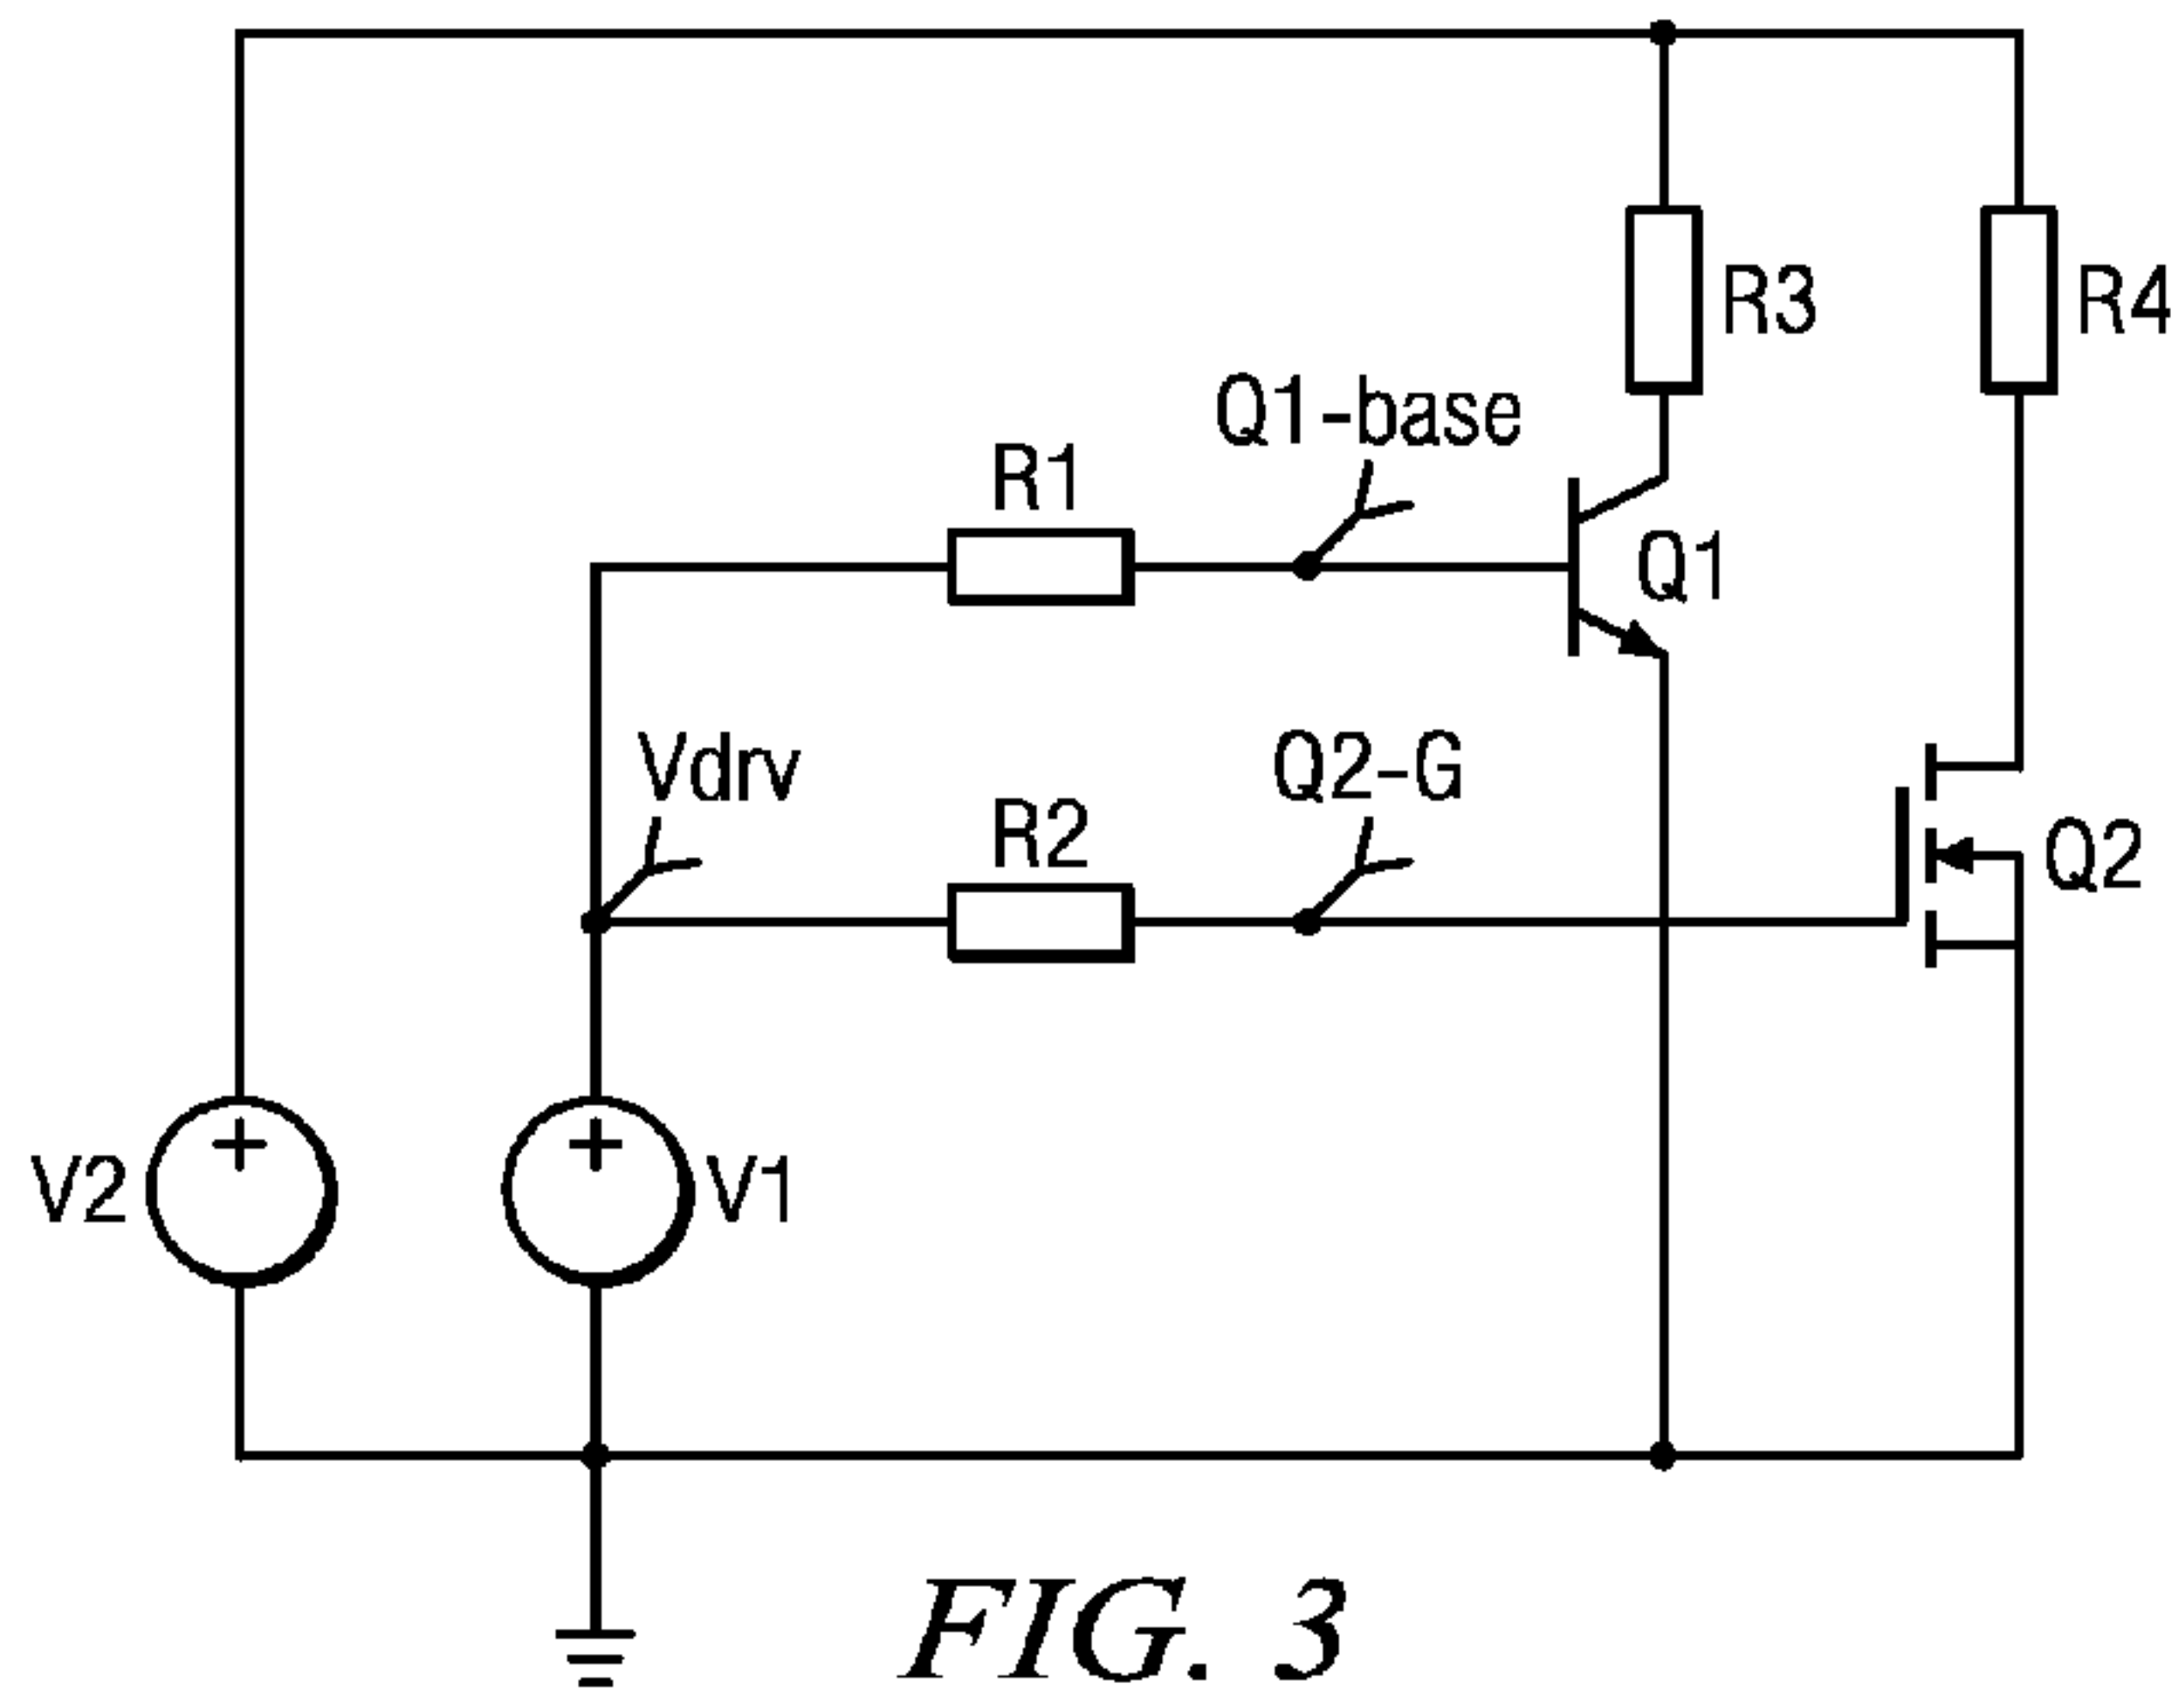 R3
R4
Q1-base
R1
Q1
Vdrv
Q2-G
R2
Q2
V2
+
V1
+
FIG. 3